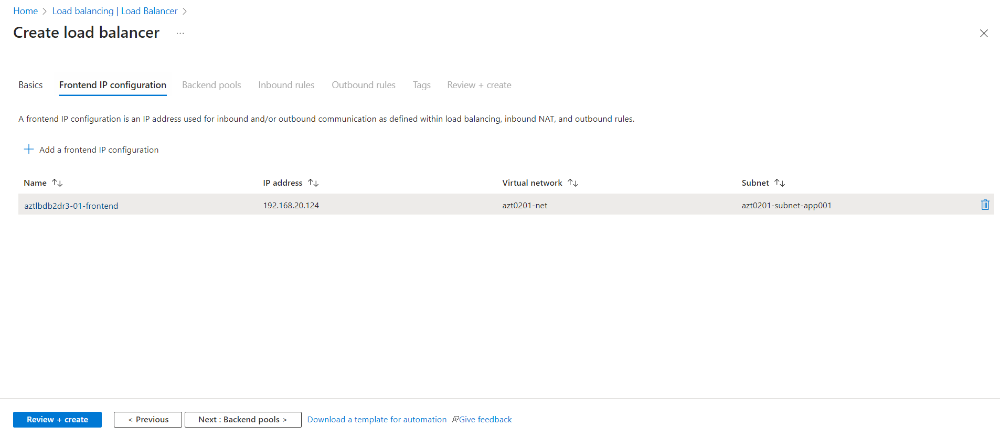 Home > Load balancing | Load Balancer >
Create load balancer ...
Basics Frontend IP configuration Backend pools Inbound rules Outbound rules Tags Review + create
A frontend IP configuration is an IP address used for inbound and/or outbound communication as defined within load balancing, inbound NAT, and outbound rules.
Add a frontend IP configuration
Name IP address Virtual network Subnet
aztlbdb2dr3-01-frontend 192.168.20.124 azt0201-net azt0201-subnet-app001
Review + create < Previous Next : Backend pools > Download a template for automation Give feedback